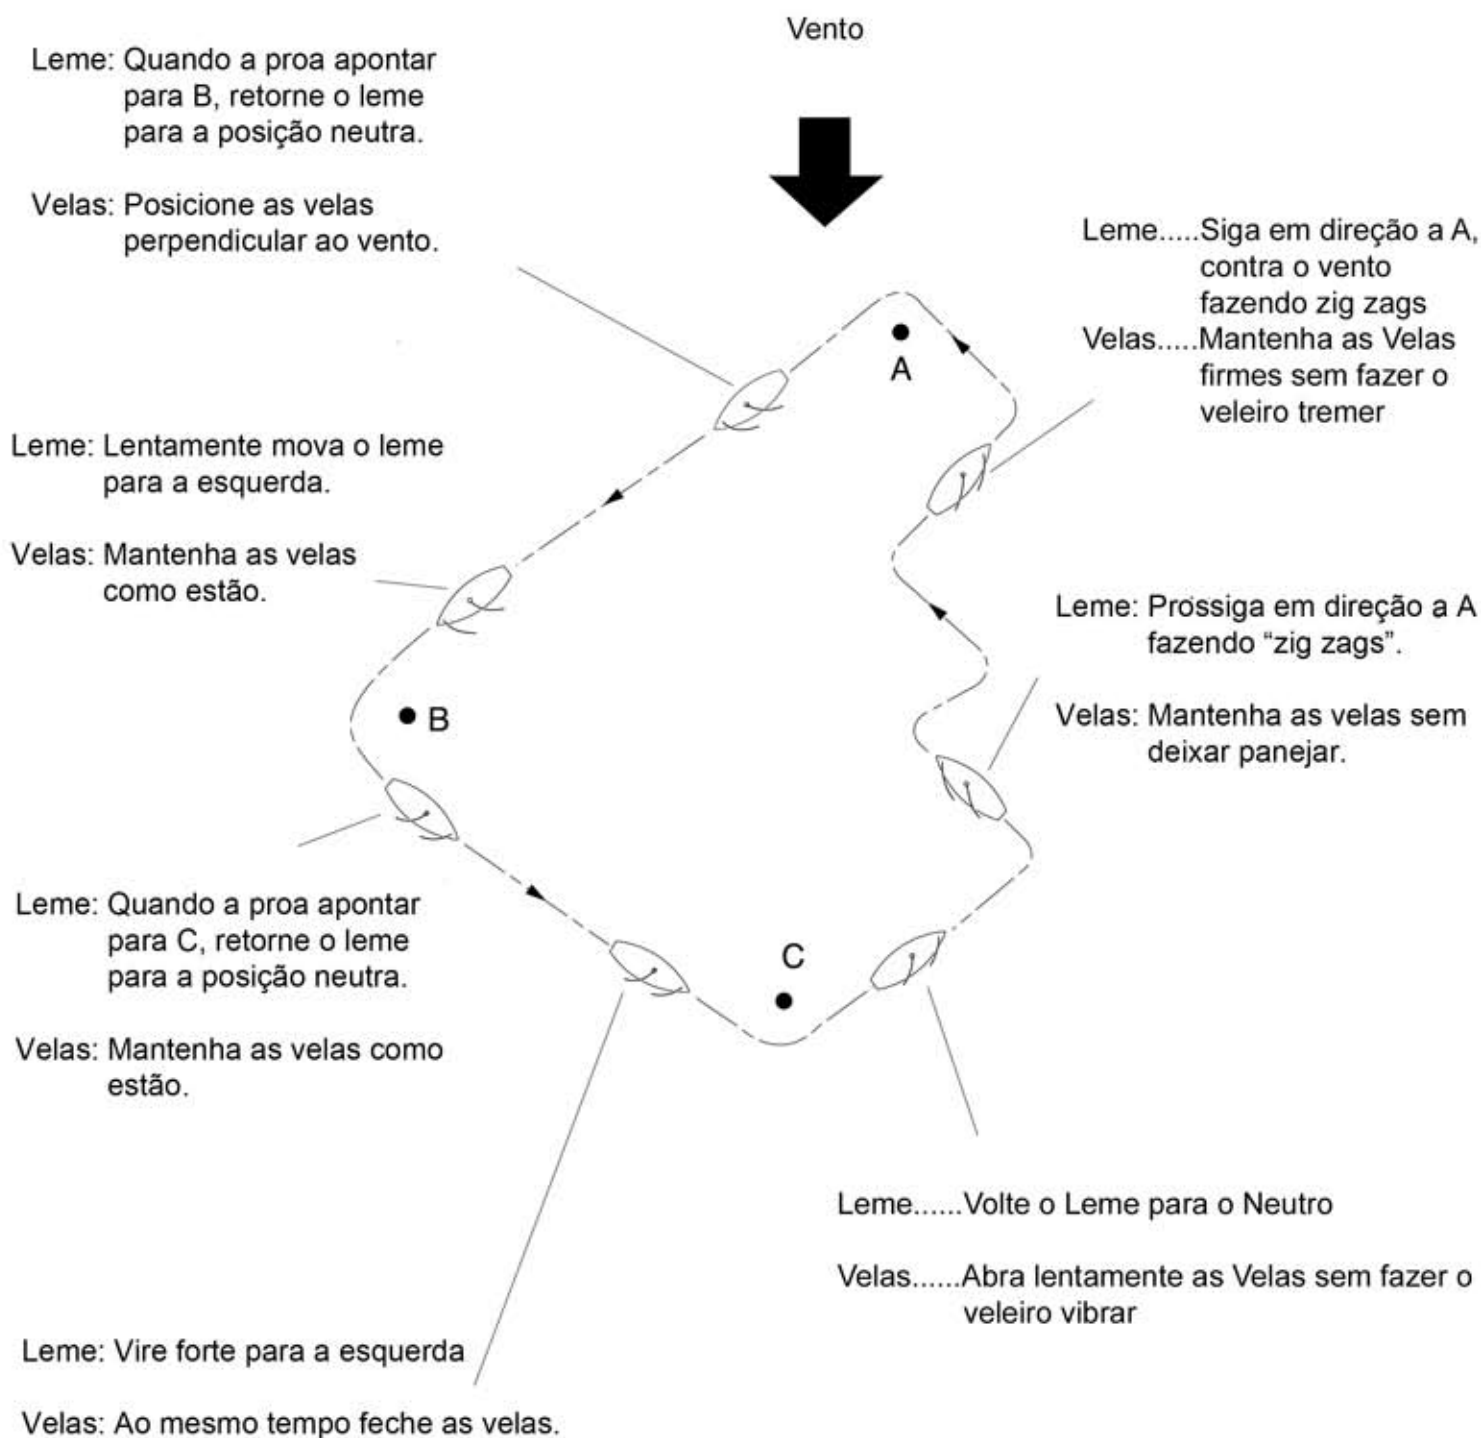 Vento
Leme: Quando a proa apontar
para B, retorne o leme
para a posição neutra.
Velas: Posicione as velas
perpendicular ao vento.
Leme.....Siga em direção a A,
contra o vento
fazendo zig zags
Velas.....Mantenha as Velas
firmes sem fazer o
veleiro tremer
A
Leme: Lentamente mova o leme
para a esquerda.
Velas: Mantenha as velas
como estão.
Leme: Prossiga em direção a A
fazendo “zig zags”.
Velas: Mantenha as velas sem
deixar panejar.
B
Leme: Quando a proa apontar
para C, retorne o leme
para a posição neutra.
Velas: Mantenha as velas como
estão.
C
Leme......Volte o Leme para o Neutro
Velas......Abra lentamente as Velas sem fazer o
veleiro vibrar
Leme: Vire forte para a esquerda
Velas: Ao mesmo tempo feche as velas.